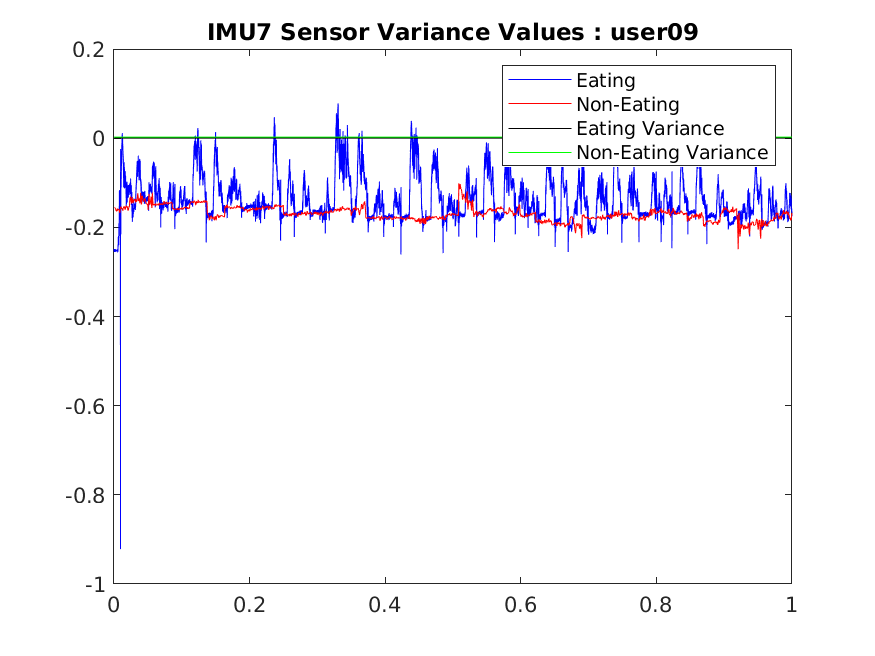 IMU7 Sensor Variance Values : user09
0.2
0
-0.2
-0.4
-0.6
-0.8
-1
Eating
Non-Eating
Eating Variance
Non-Eating Variance
0 0.2 0.4 0.6 0.8 1